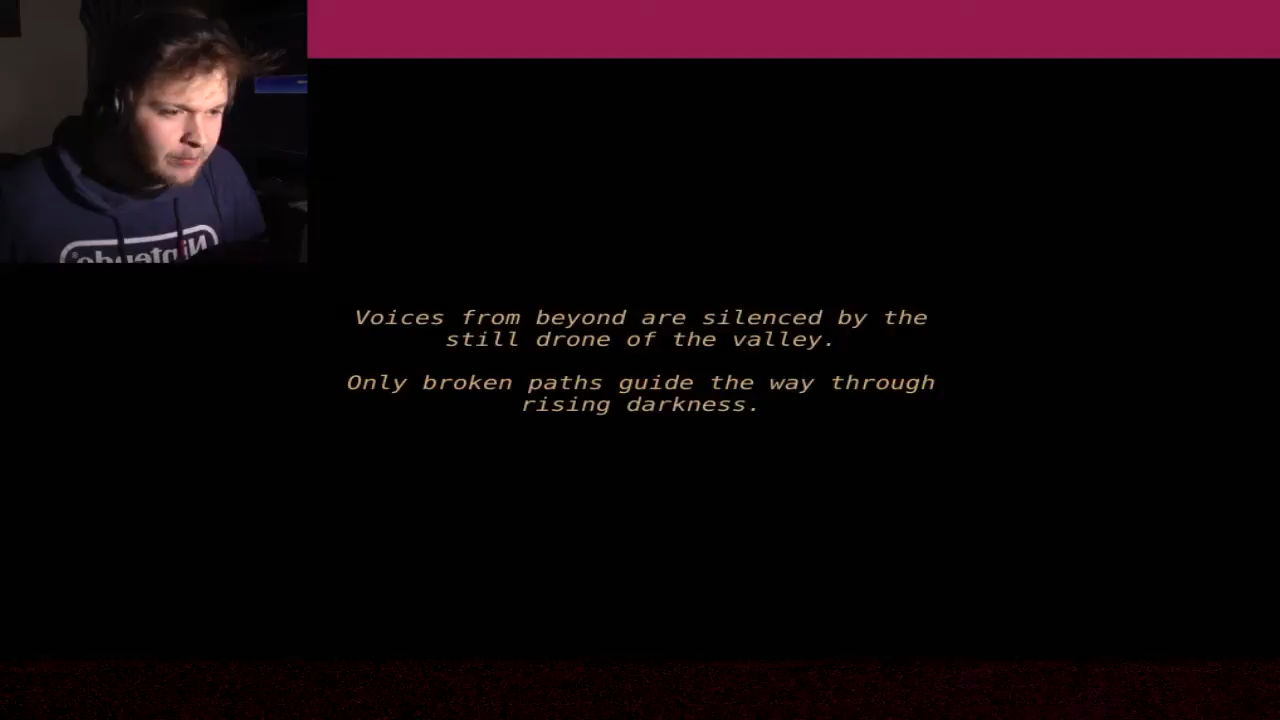 Nintendo
Voices from beyond are silenced by the
still drone of the valley.
Only broken paths guide the way through
rising darkness.